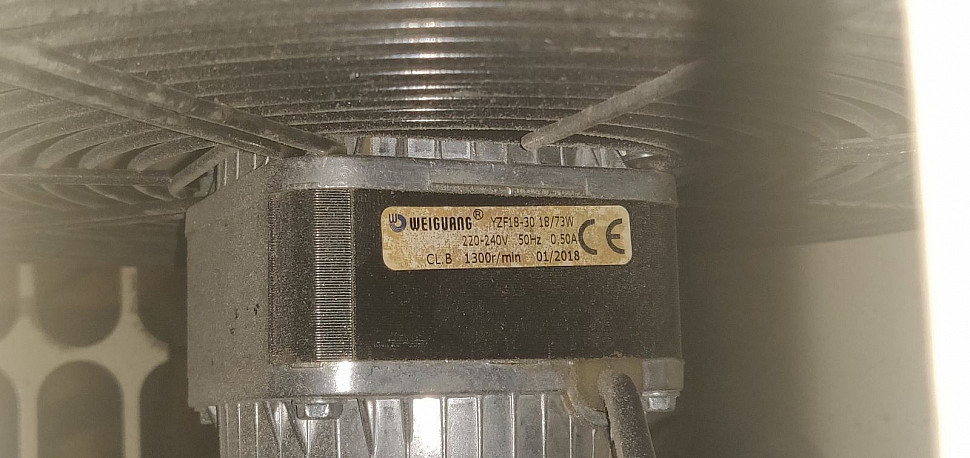 WEIGUANG® YZF18-30 18/73W
220-240V 50Hz 0.50A CE
CL.B 1300r/min 01/2018